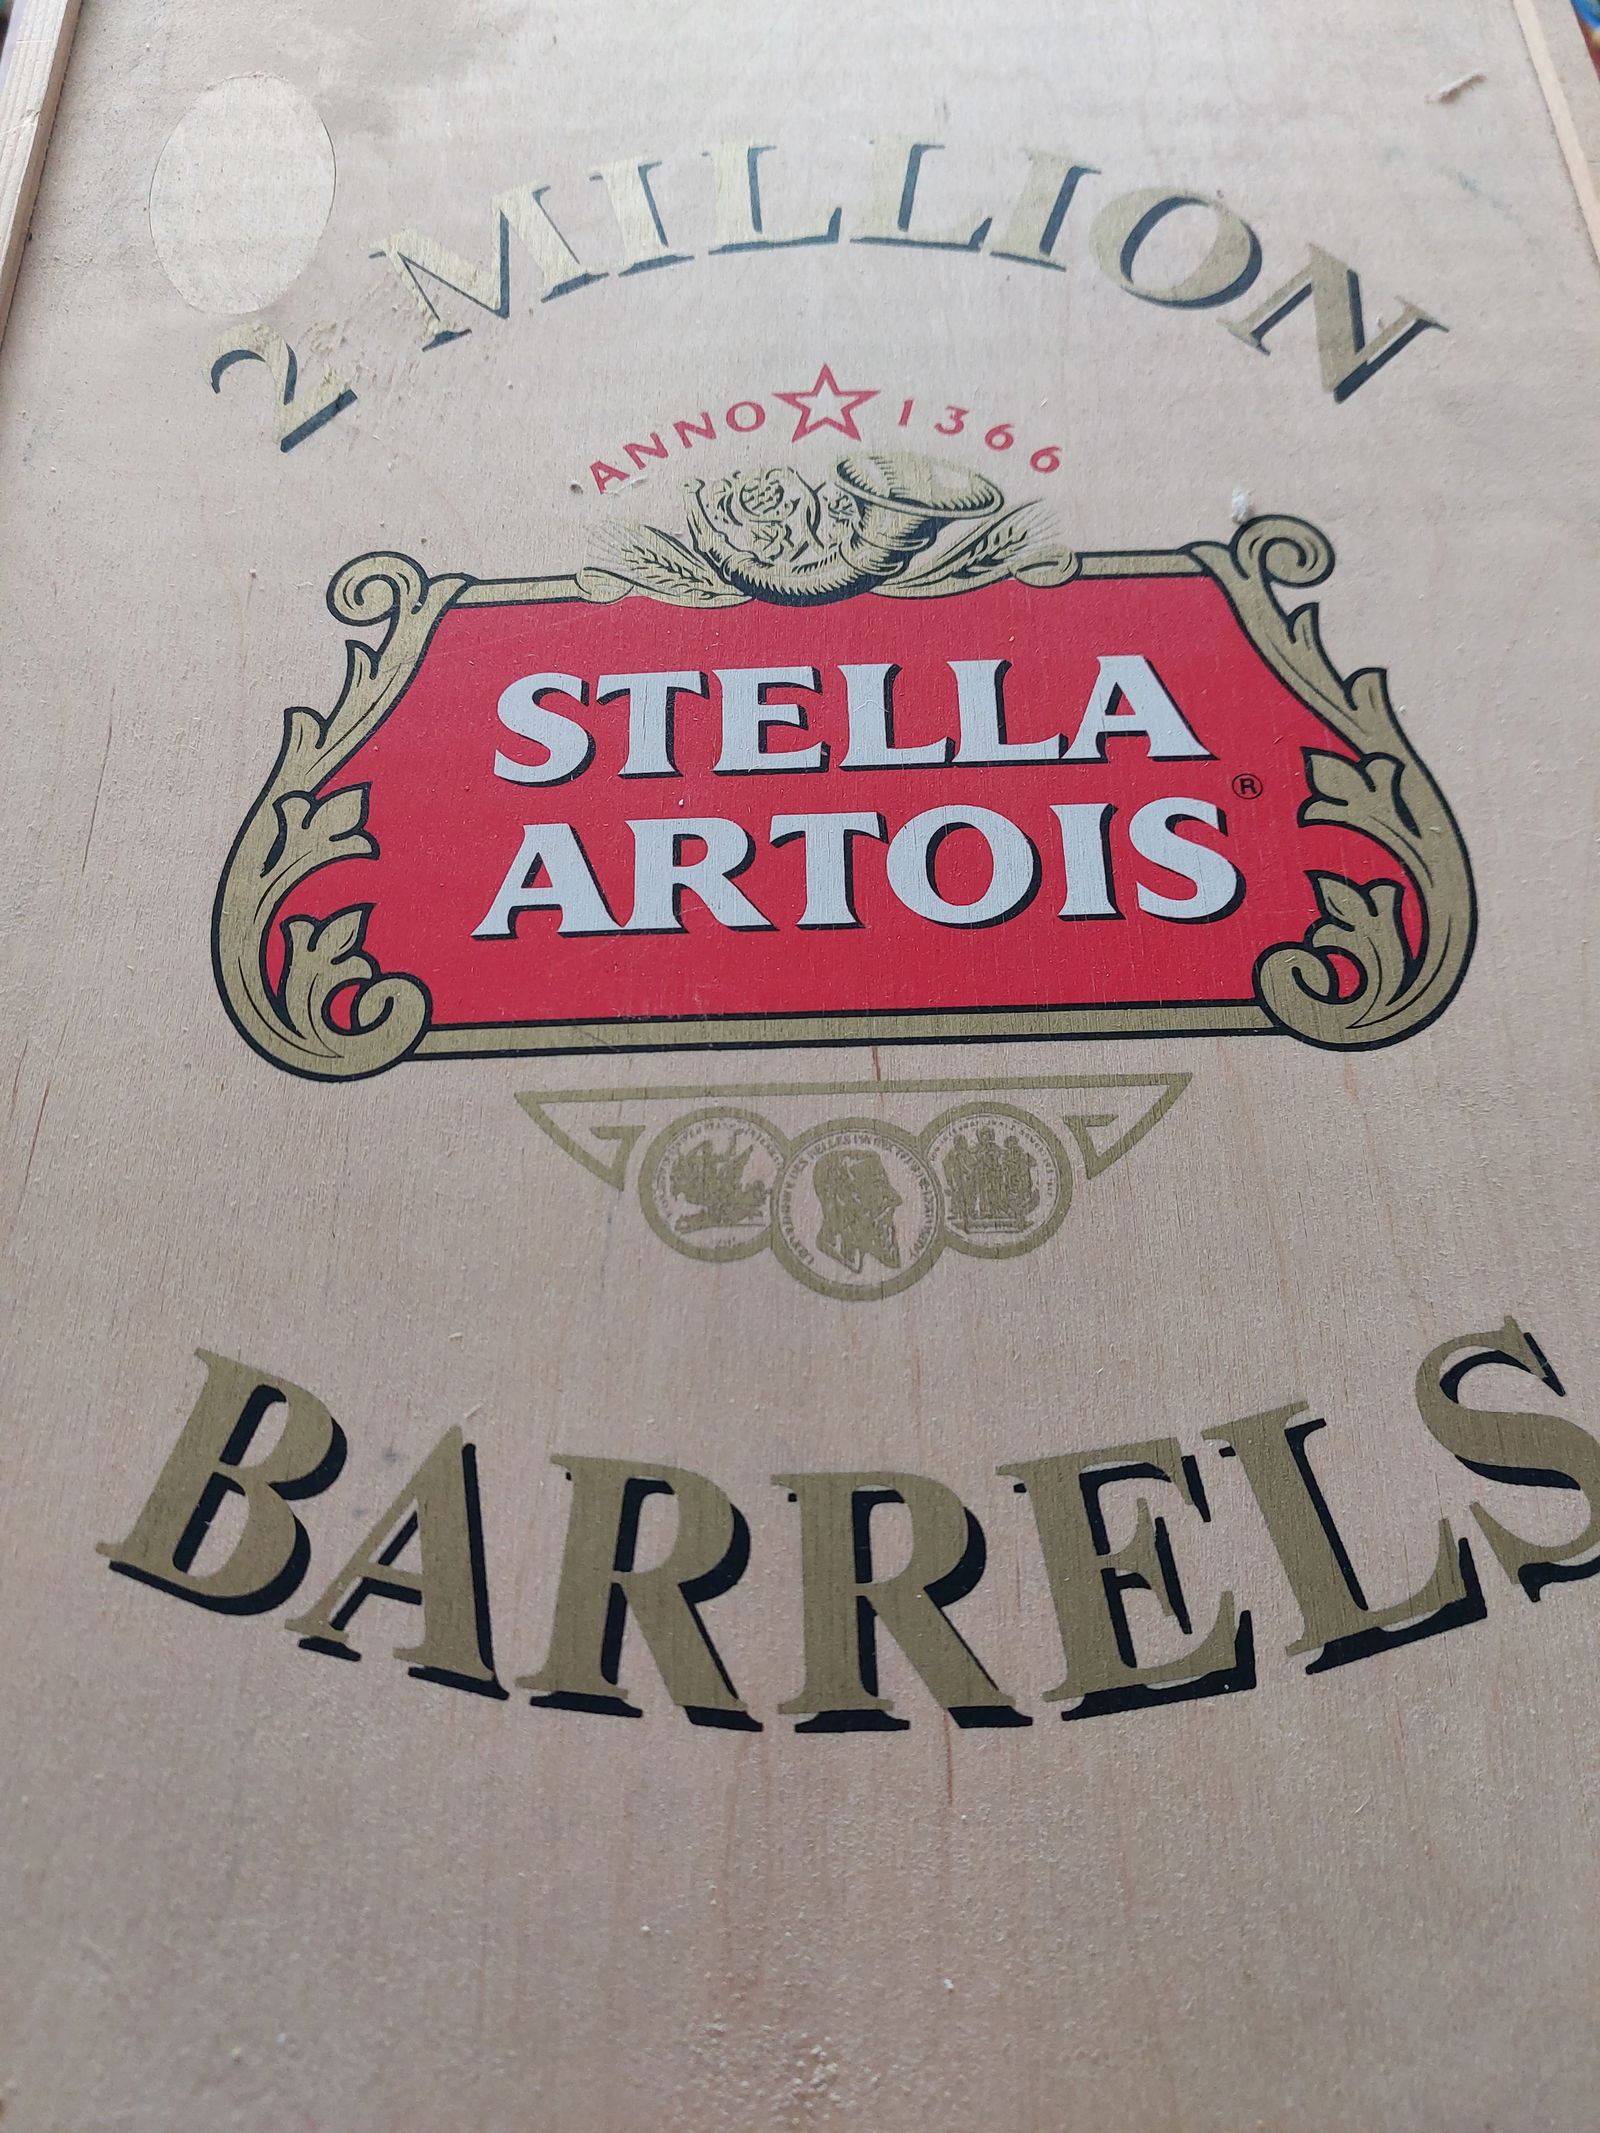 2 MILLION
ANNO 1366
STELLA
ARTOIS ®
BARRELS